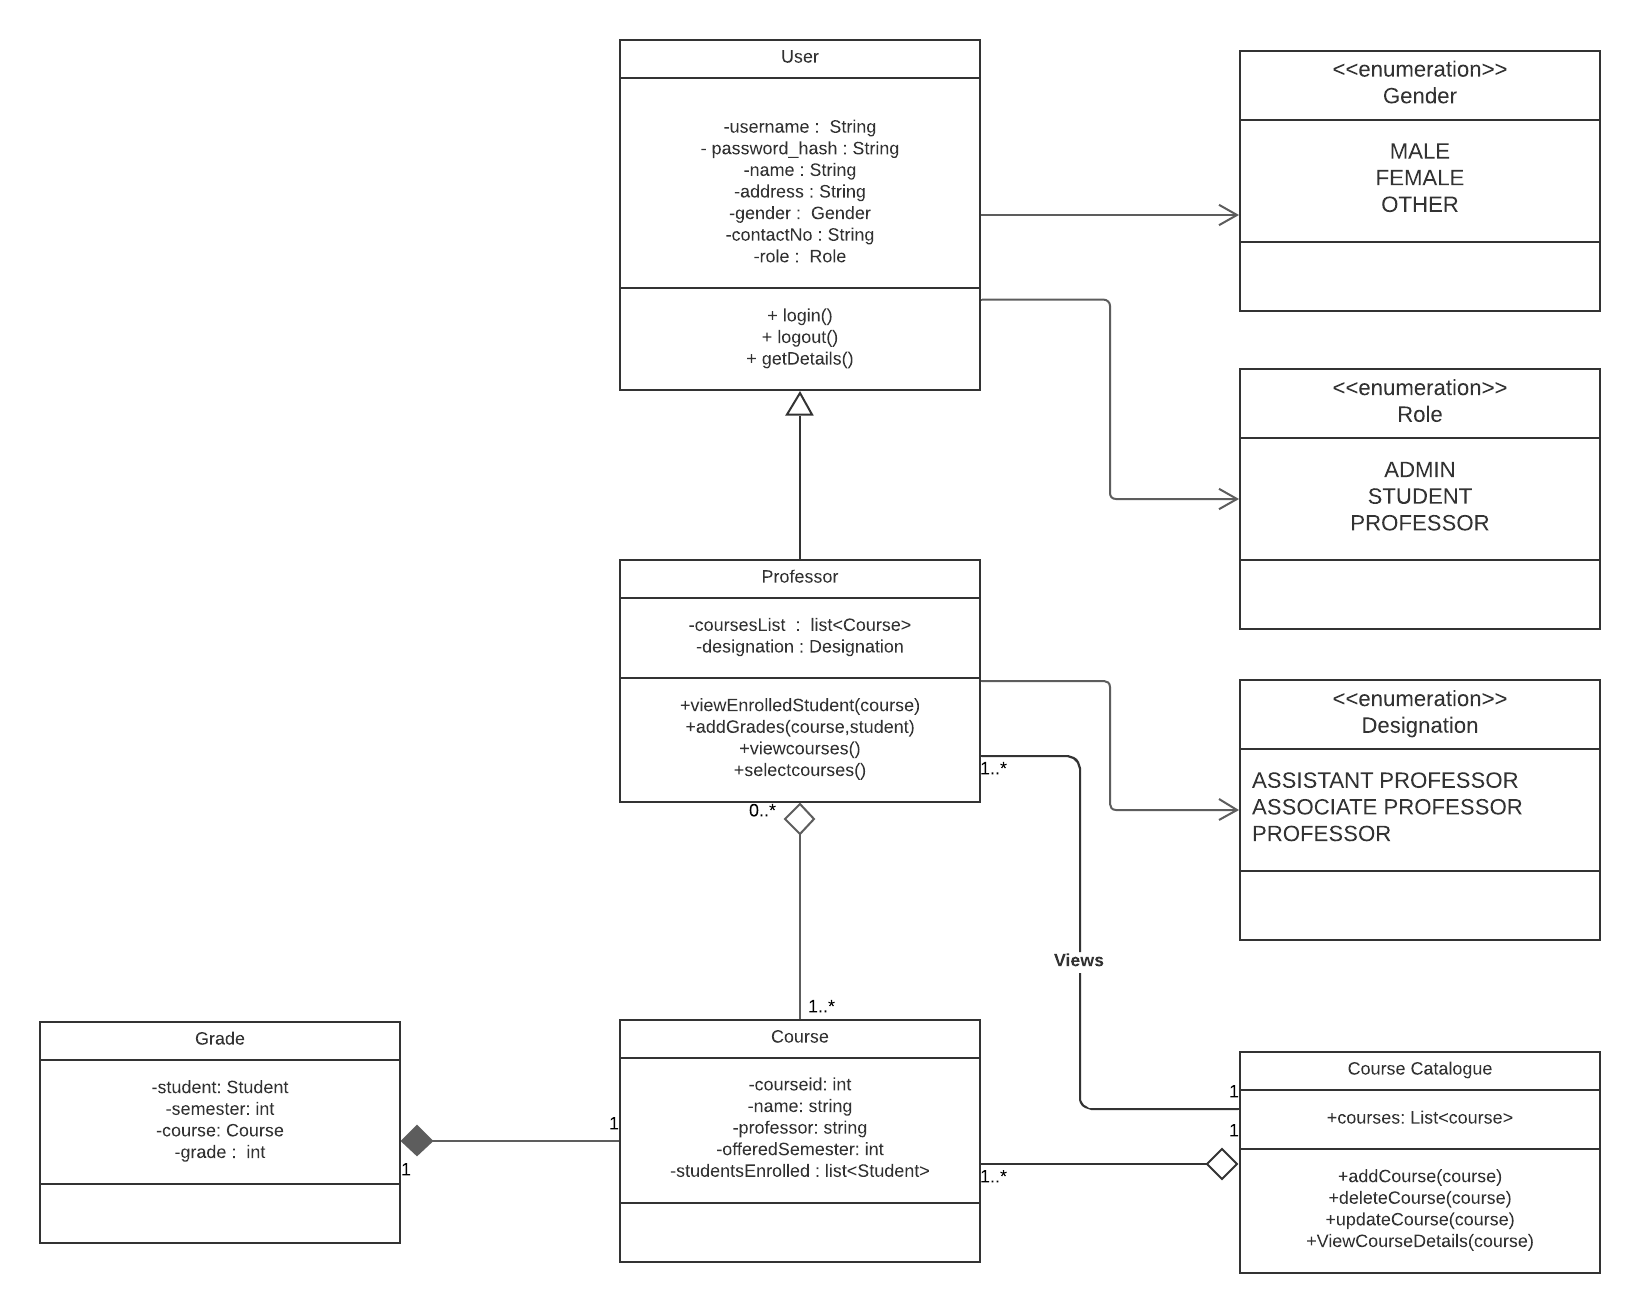 User
-username :  String
- password_hash : String
-name : String
-address : String
-gender :  Gender
-contactNo : String
-role :  Role
+ login()
+ logout()
+ getDetails()
<<enumeration>>
Gender
MALE
FEMALE
OTHER
<<enumeration>>
Role
ADMIN
STUDENT
PROFESSOR
Professor
-coursesList  :  list<Course>
-designation : Designation
+viewEnrolledStudent(course)
+addGrades(course,student)
+viewcourses()
+selectcourses()
<<enumeration>>
Designation
ASSISTANT PROFESSOR
ASSOCIATE PROFESSOR
PROFESSOR
1..*
0..*
Views
1..*
Grade
-student: Student
-semester: int
-course: Course
-grade :  int
1
1
Course
-courseid: int
-name: string
-professor: string
-offeredSemester: int
-studentsEnrolled : list<Student>
1..*
1
1
Course Catalogue
+courses: List<course>
+addCourse(course)
+deleteCourse(course)
+updateCourse(course)
+ViewCourseDetails(course)